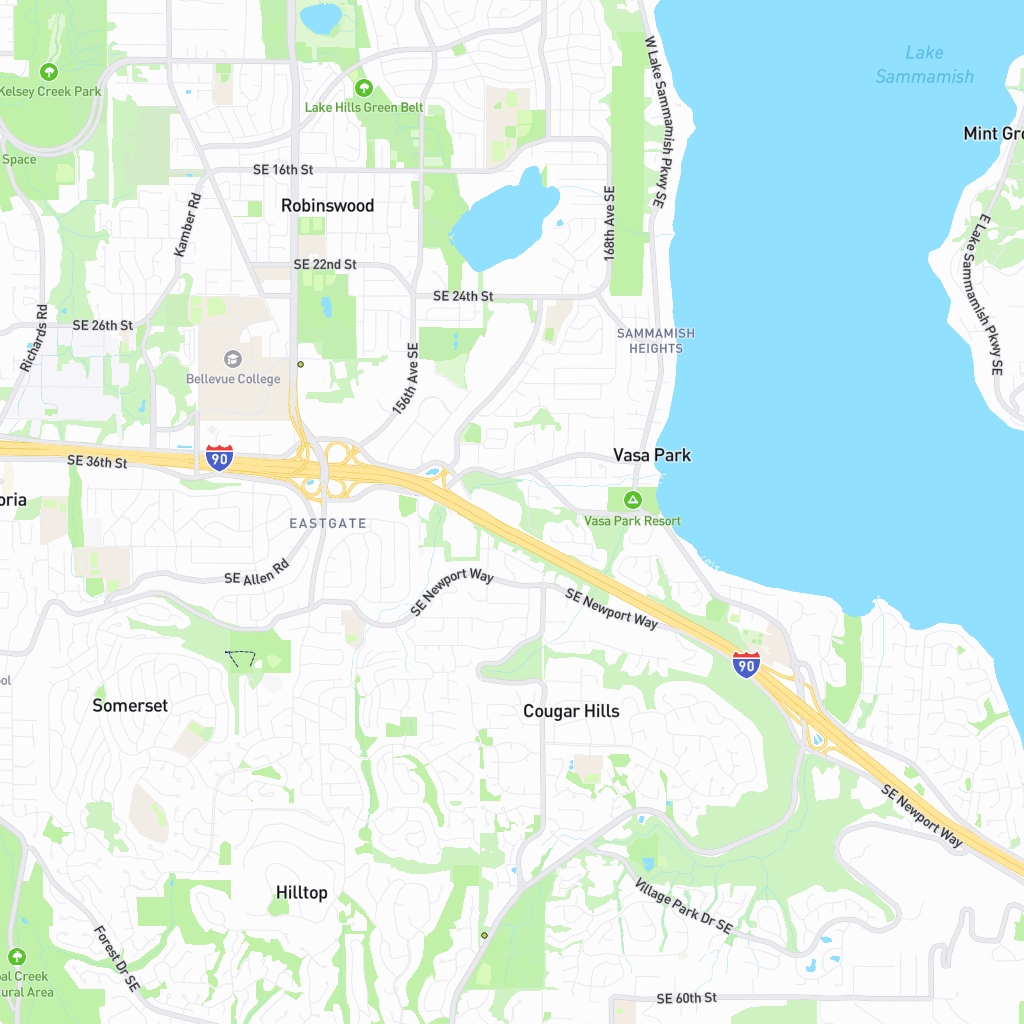 Lake
Sammamish
W Lake Sammamish Pkwy SE
Kelsey Creek Park
Lake Hills Green Belt
Mint Gro
Space
SE 16th St
Robinswood
Kamber Rd
168th Ave SE
E Lake Sammamish Pkwy SE
SE 22nd St
SE 24th St
SE 26th St
Richards Rd
SAMMAMISH
HEIGHTS
Bellevue College
156th Ave SE
90
SE 36th St
Vasa Park
oria
EASTGATE
Vasa Park Resort
SE Allen Rd
SE Newport Way
SE Newport Way
90
ool
Somerset
Cougar Hills
SE Newport Way
Hilltop
Village Park Dr SE
Forest Dr SE
oal Creek
tural Area
SE 60th St